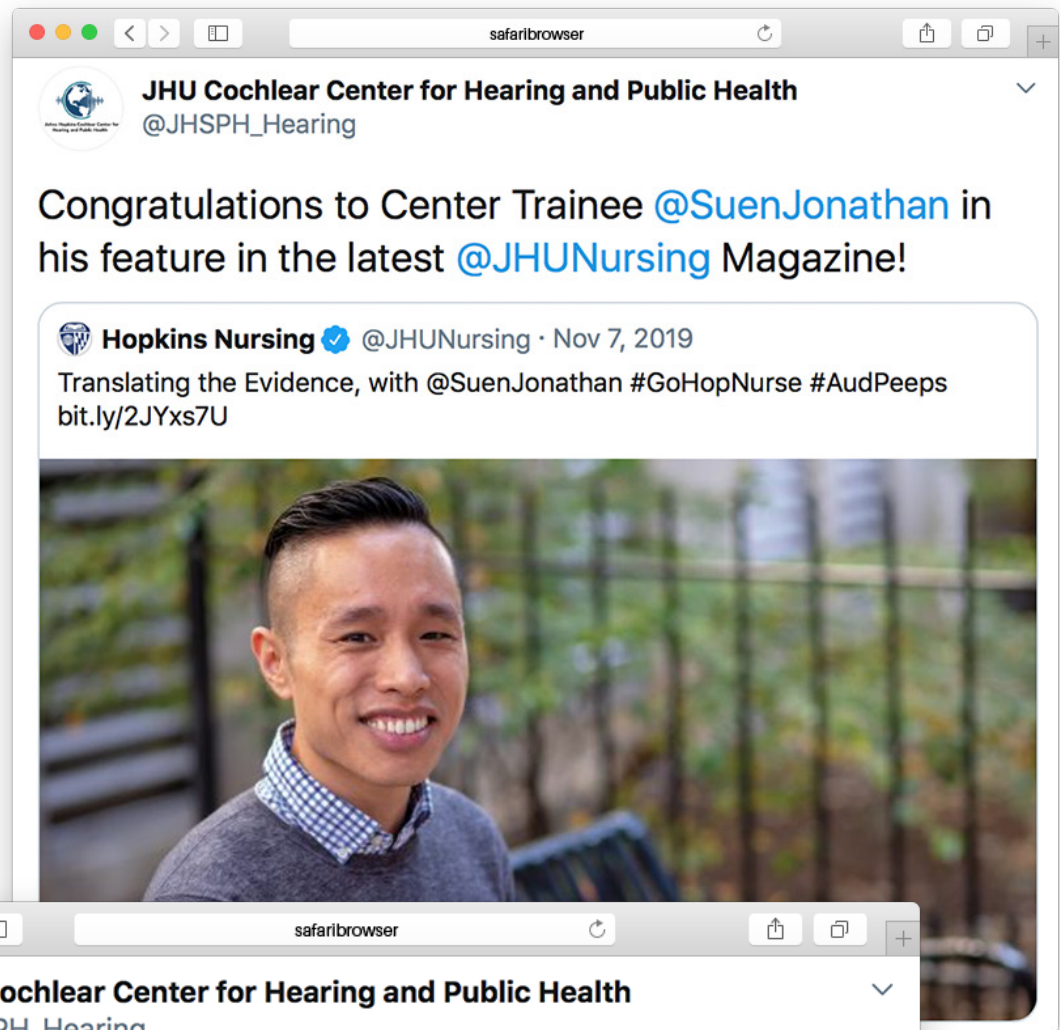 safaribrowser
JHU Cochlear Center for Hearing and Public Health
@JHSPH_Hearing
Congratulations to Center Trainee @SuenJonathan in
his feature in the latest @JHUNursing Magazine!
Hopkins Nursing @JHUNursing · Nov 7, 2019
Translating the Evidence, with @SuenJonathan #GoHopNurse #AudPeeps
bit.ly/2JYxs7U
safaribrowser
ochlear Center for Hearing and Public Health
PH_Hearing